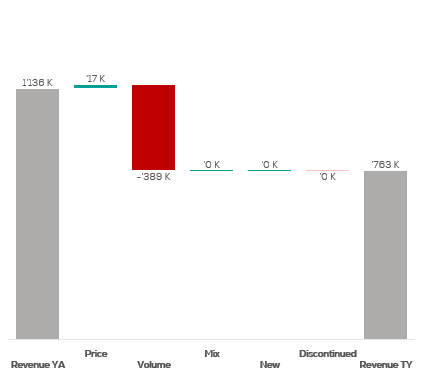 1'136 K
'17 K
-'389 K
'0 K
'0 K
'0 K
'763 K
Price
Mix
Discontinued
Revenue YA
Volume
New
Revenue TY